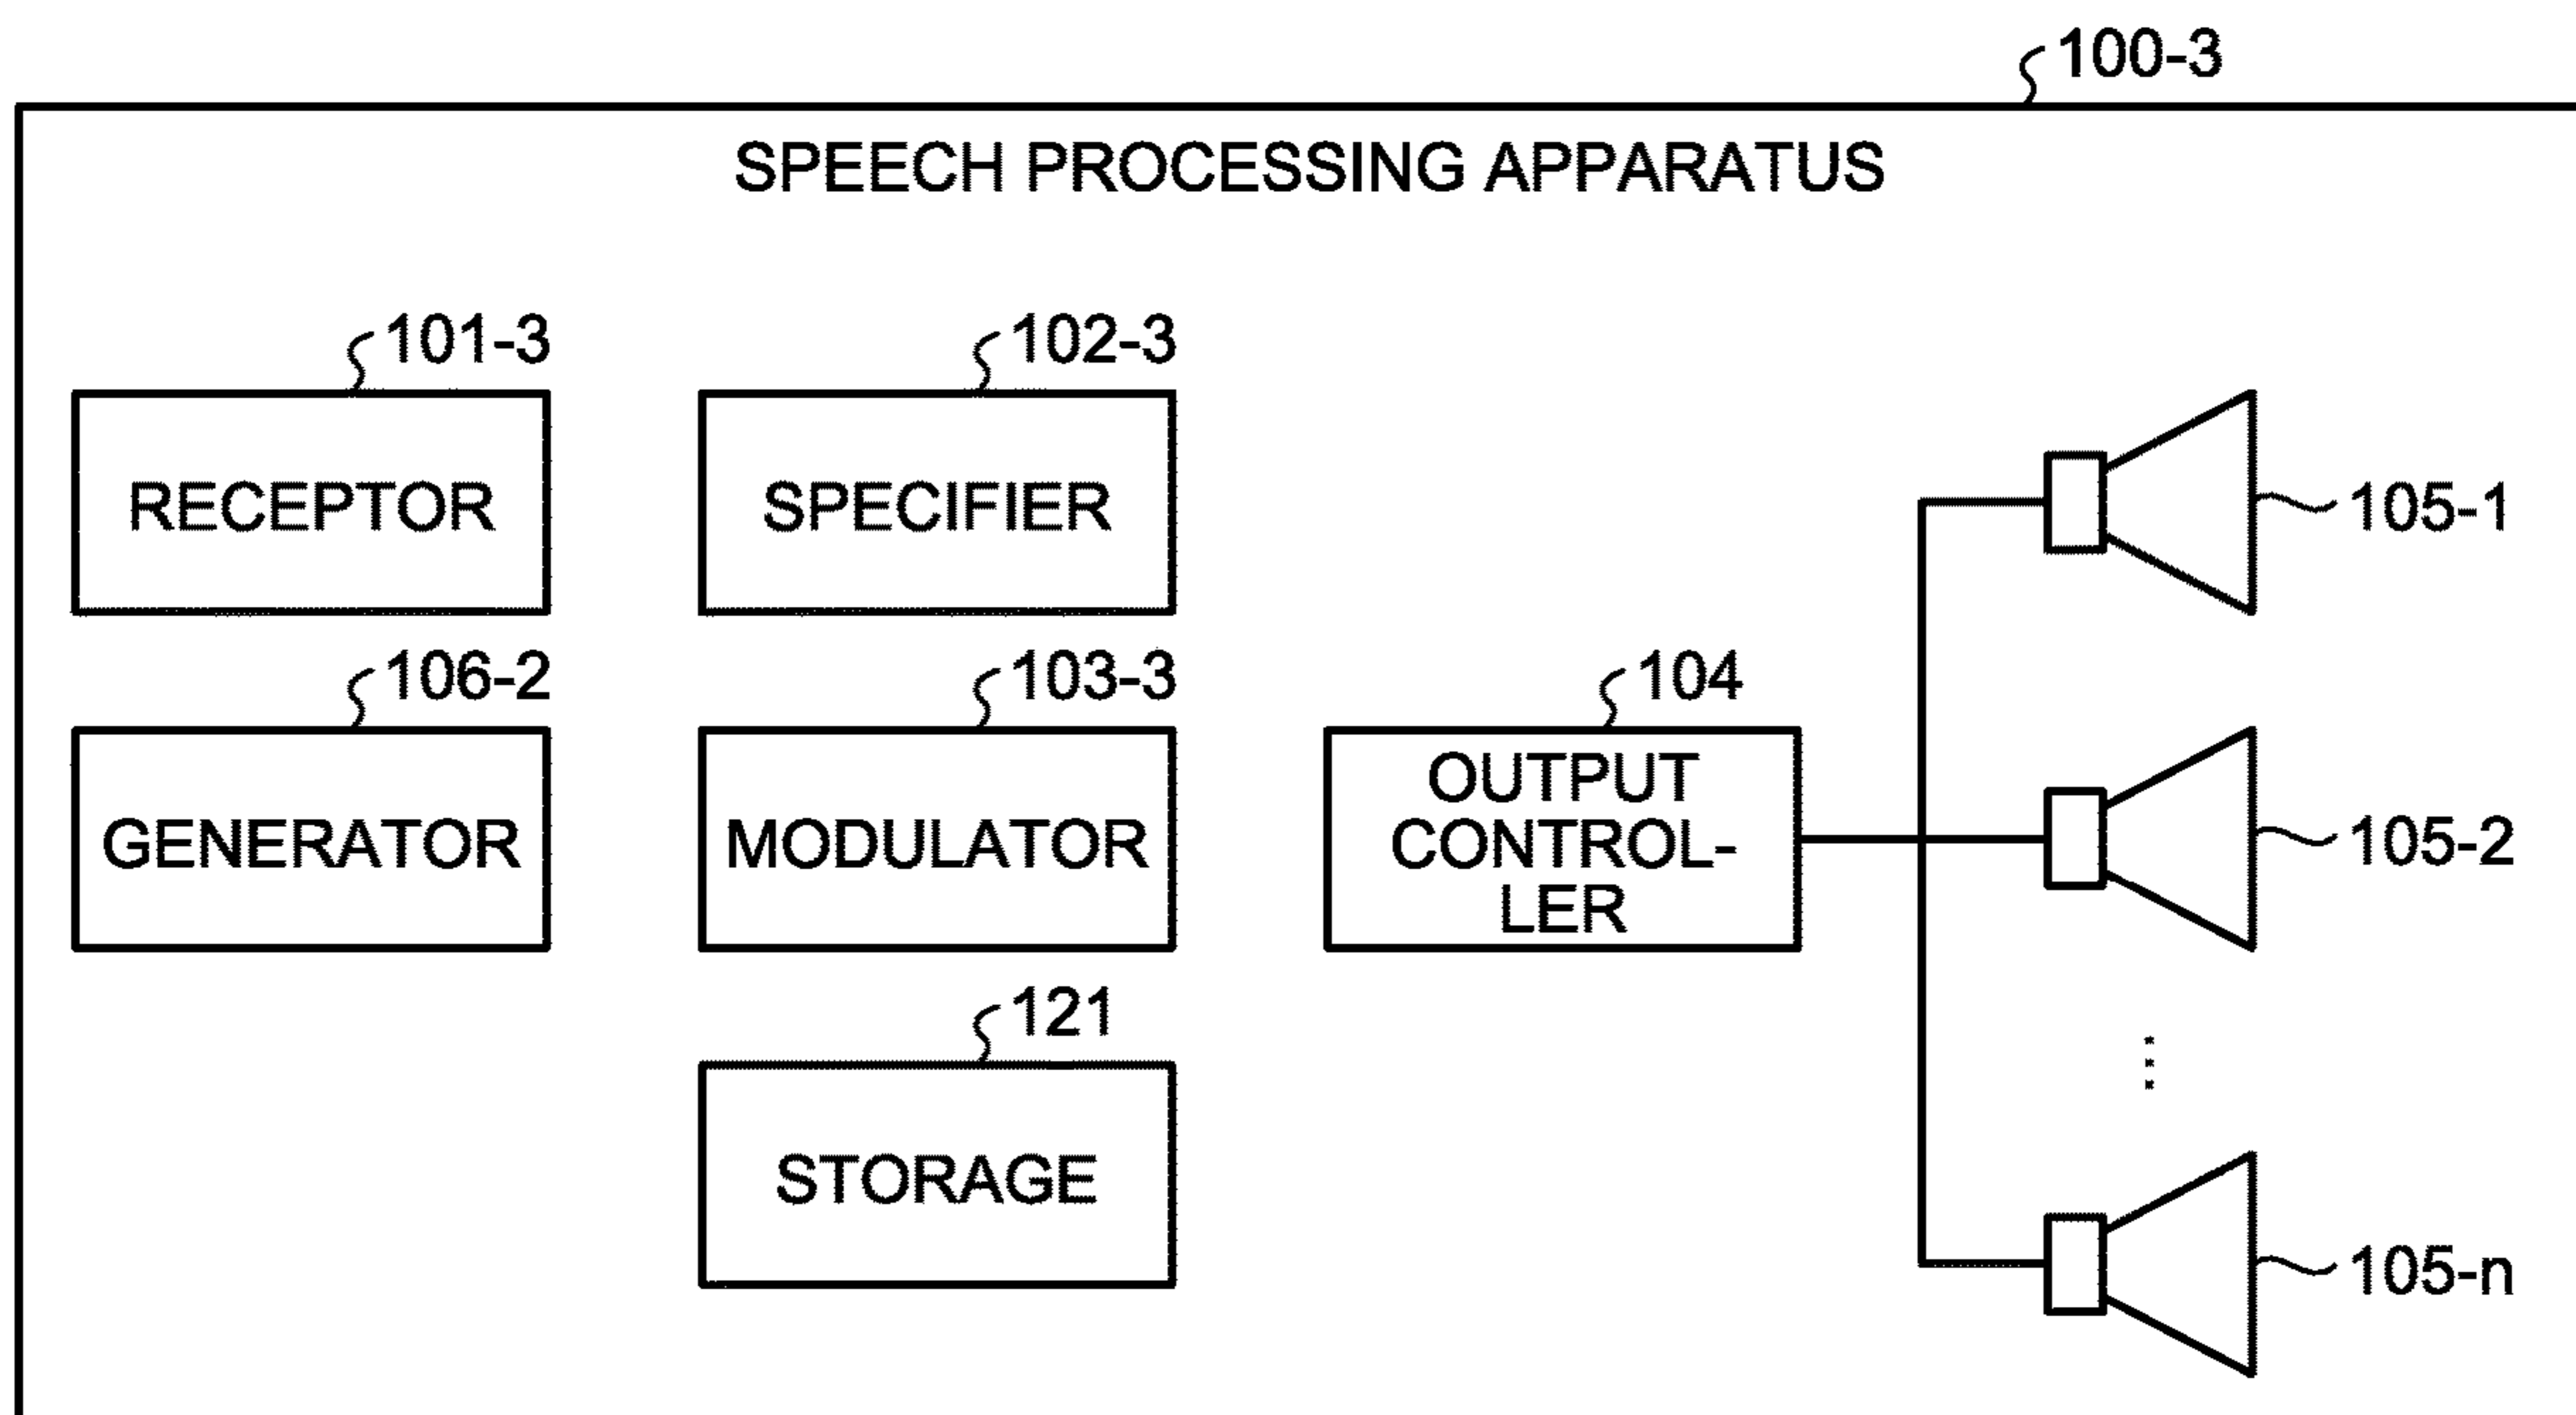 100-3
SPEECH PROCESSING APPARATUS
101-3
102-3
RECEPTOR
SPECIFIER
105-1
106-2
103-3
104
GENERATOR
MODULATOR
OUTPUT
CONTROL-
LER
105-2
121
STORAGE
105-n